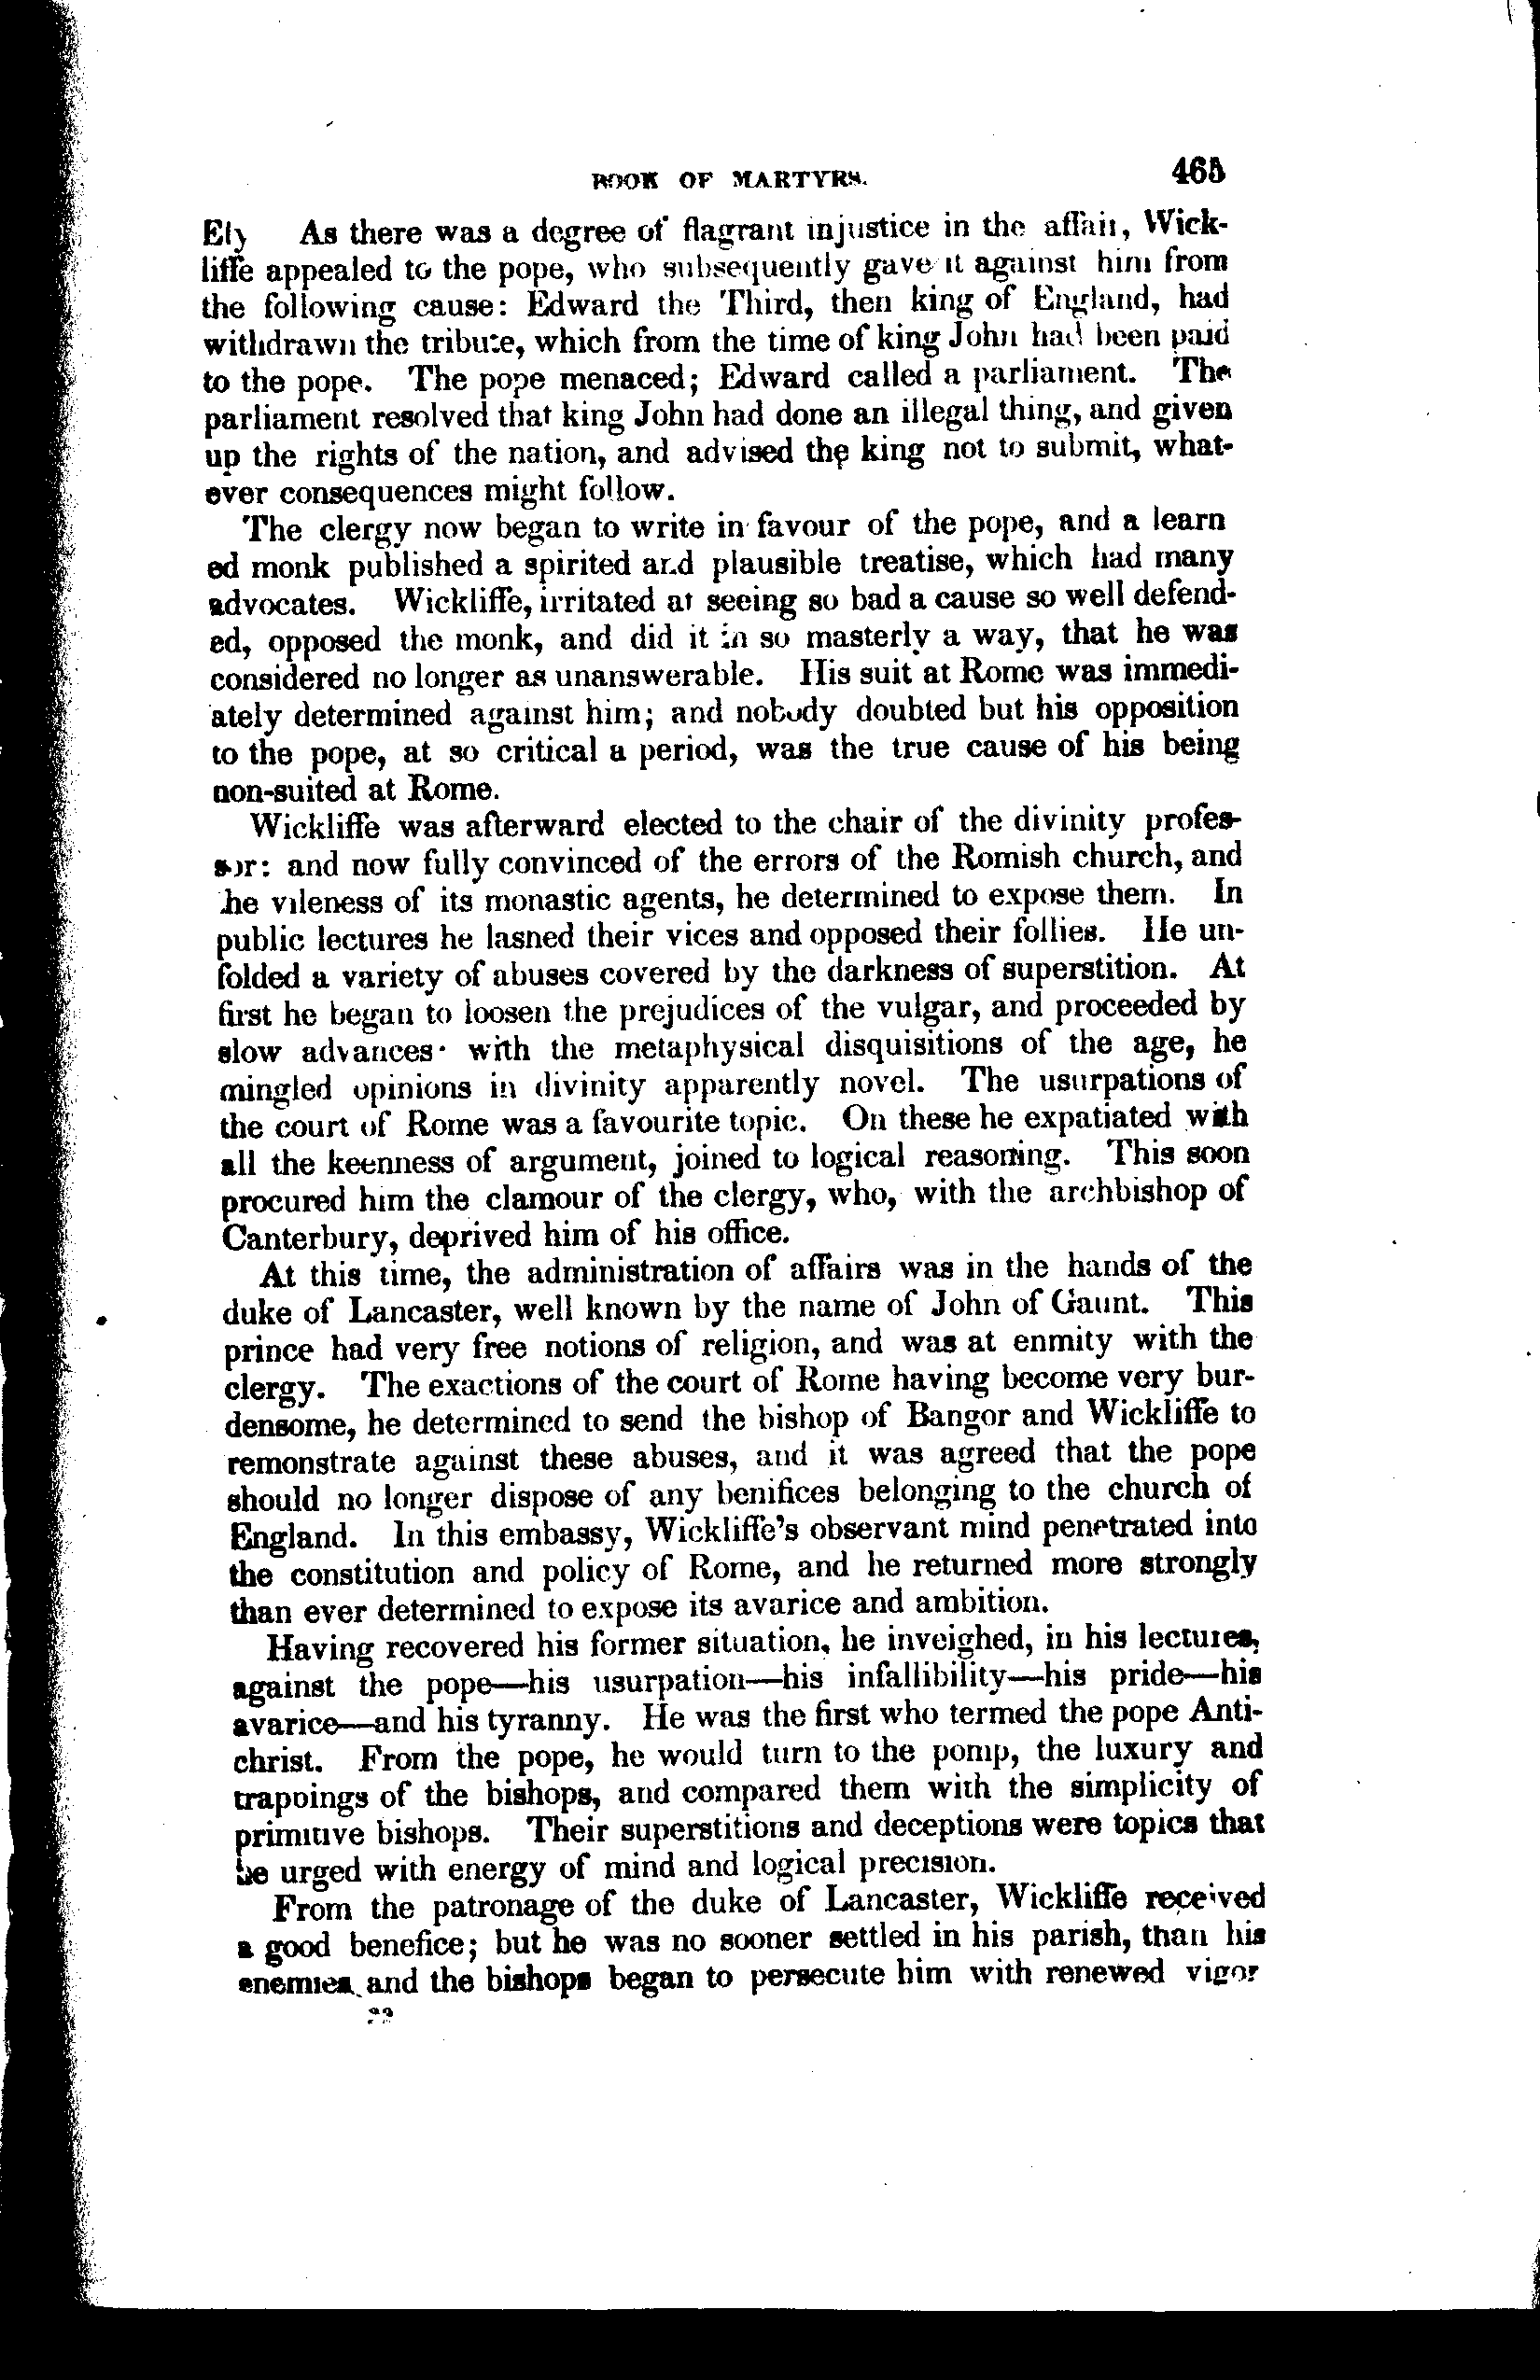 BOOK OF MARTYRS. 465
Ely As there was a degree of flagrant injustice in the affair, Wick-
liffe appealed to the pope, who subsequently gave it against him from
the following cause: Edward the Third, then king of England, had
withdrawn the tribute, which from the time of king John had been paid
to the pope. The pope menaced; Edward called a parliament. The
parliament resolved that king John had done an illegal thing, and given
up the rights of the nation, and advised the king not to submit, what-
ever consequences might follow.
The clergy now began to write in favour of the pope, and a learn
ed monk published a spirited and plausible treatise, which had many
advocates. Wickliffe, irritated at seeing so bad a cause so well defend-
ed, opposed the monk, and did it in so masterly a way, that he was
considered no longer as unanswerable. His suit at Rome was immedi-
ately determined against him; and nobody doubted but his opposition
to the pope, at so critical a period, was the true cause of his being
non-suited at Rome.
Wickliffe was afterward elected to the chair of the divinity profes-
sor: and now fully convinced of the errors of the Romish church, and
he vileness of its monastic agents, he determined to expose them. In
public lectures he lashed their vices and opposed their follies. He un-
folded a variety of abuses covered by the darkness of superstition. At
first he began to loosen the prejudices of the vulgar, and proceeded by
slow advances· with the metaphysical disquisitions of the age, he
mingled opinions in divinity apparently novel. The usurpations of
the court of Rome was a favourite topic. On these he expatiated with
all the keenness of argument, joined to logical reasoning. This soon
procured him the clamour of the clergy, who, with the archbishop of
Canterbury, deprived him of his office.
At this time, the administration of affairs was in the hands of the
duke of Lancaster, well known by the name of John of Gaunt. This
prince had very free notions of religion, and was at enmity with the
clergy. The exactions of the court of Rome having become very bur-
densome, he determined to send the bishop of Bangor and Wickliffe to
remonstrate against these abuses, and it was agreed that the pope
should no longer dispose of any benifices belonging to the church of
England. In this embassy, Wickliffe's observant mind penetrated into
the constitution and policy of Rome, and he returned more strongly
than ever determined to expose its avarice and ambition.
Having recovered his former situation, he inveighed, in his lectures,
against the pope—his usurpation—his infallibility—his pride—his
avarice—and his tyranny. He was the first who termed the pope Anti-
christ. From the pope, he would turn to the pomp, the luxury and
trappings of the bishops, and compared them with the simplicity of
primitive bishops. Their superstitions and deceptions were topics that
he urged with energy of mind and logical precision.
From the patronage of the duke of Lancaster, Wickliffe received
a good benefice; but he was no sooner settled in his parish, than his
enemies and the bishops began to persecute him with renewed vigor